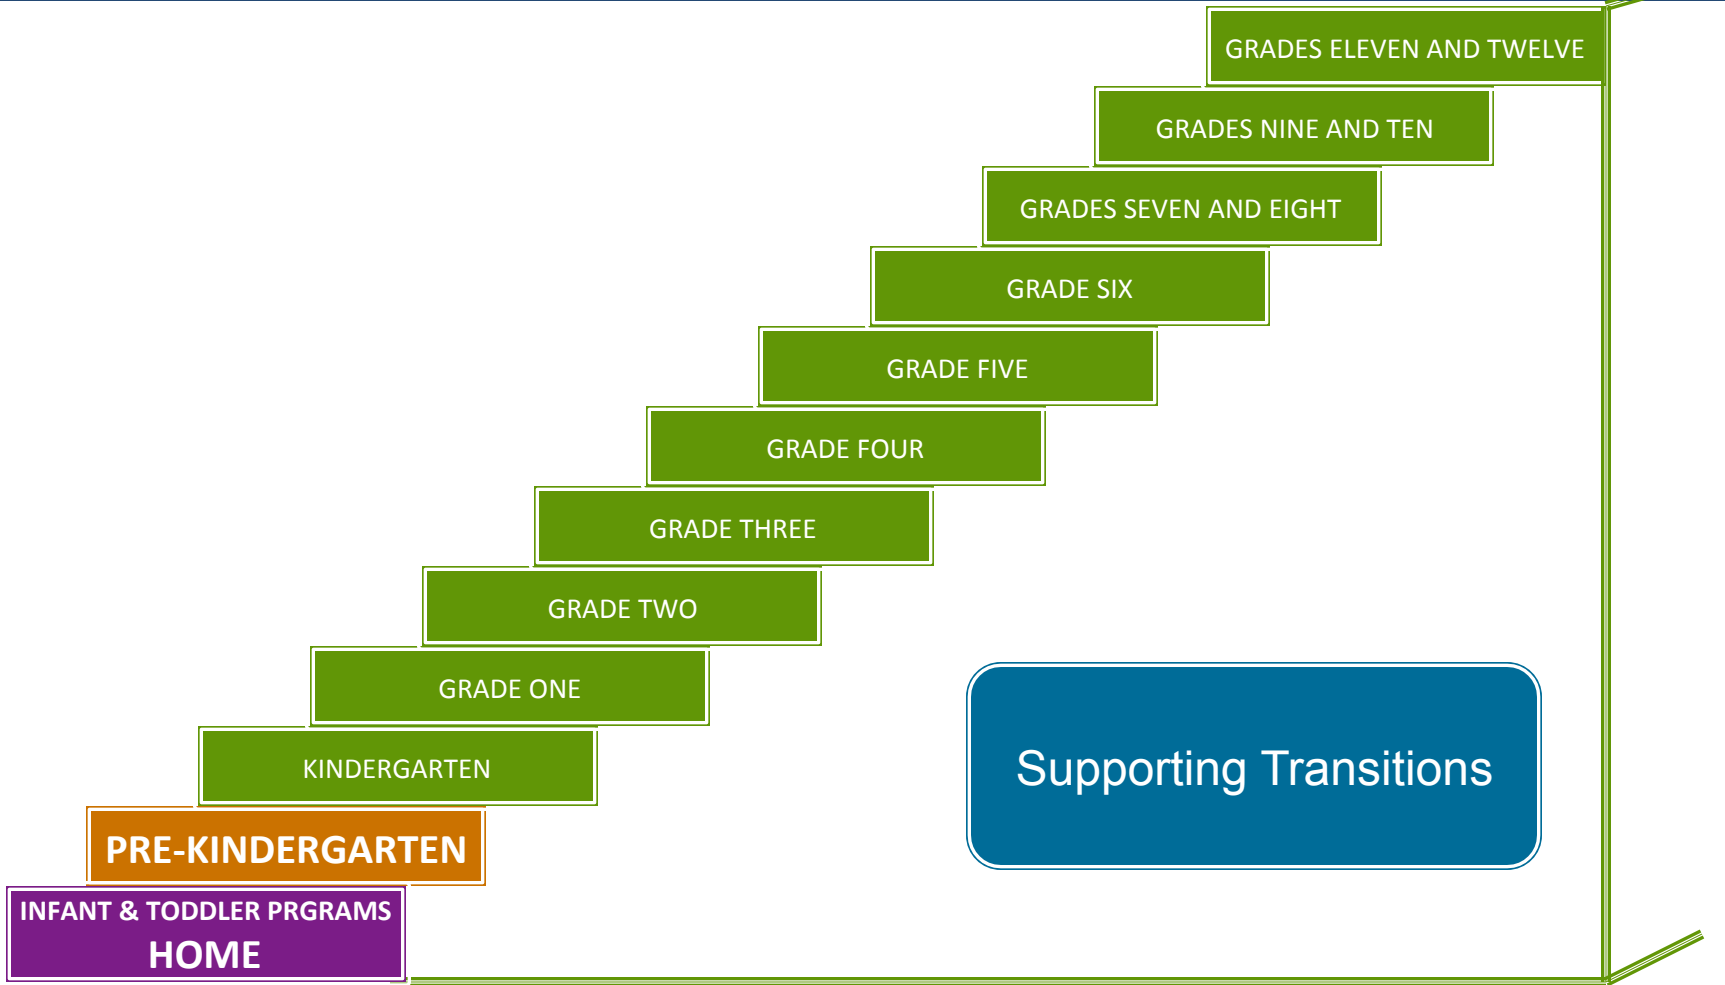 GRADES ELEVEN AND TWELVE
GRADES NINE AND TEN
GRADES SEVEN AND EIGHT
GRADE SIX
GRADE FIVE
GRADE FOUR
GRADE THREE
GRADE TWO
GRADE ONE
KINDERGARTEN
Supporting Transitions
PRE-KINDERGARTEN
INFANT & TODDLER PRGRAMS
HOME